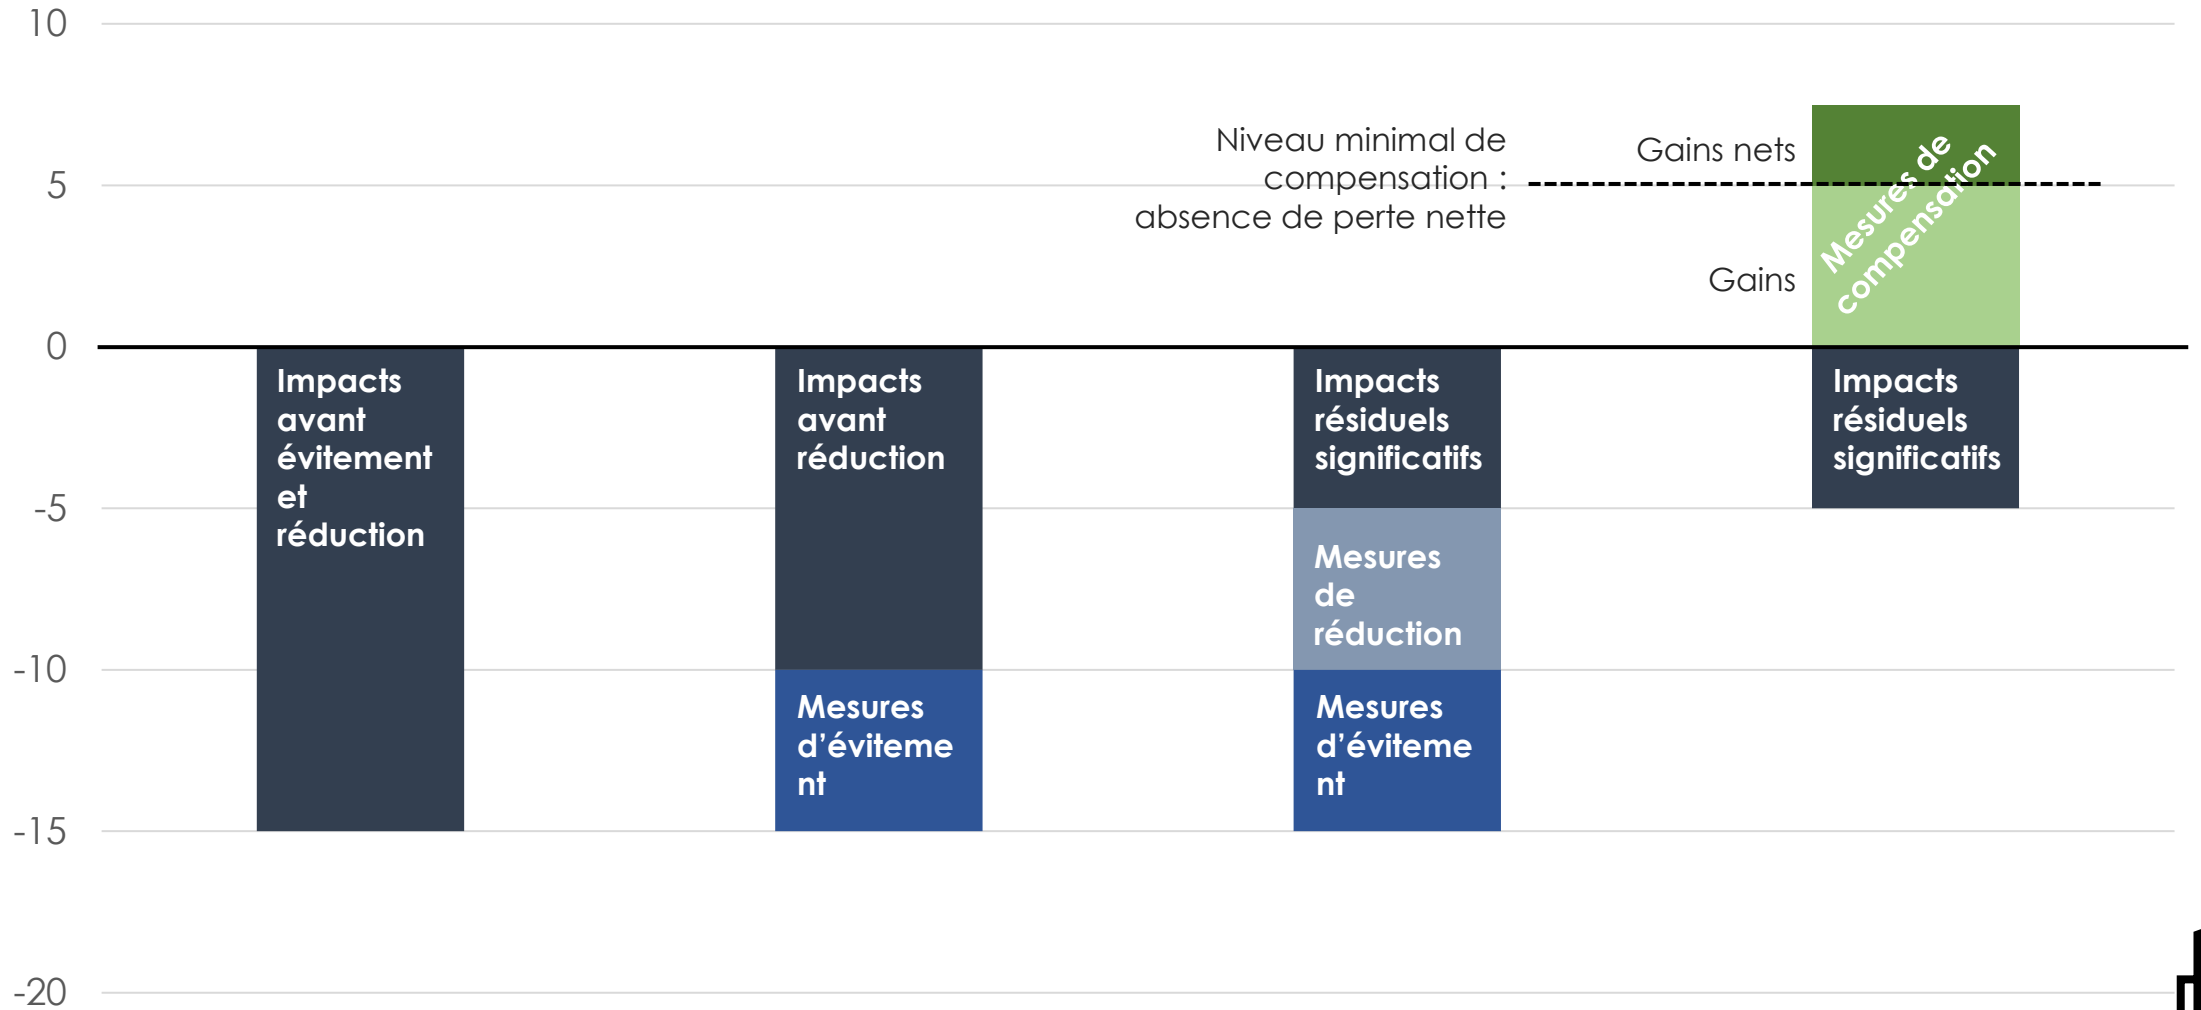 10
5
0
-5
-10
-15
-20
Impacts
avant
évitement
et
réduction
Impacts
avant
réduction
Mesures
d’éviteme
nt
Impacts
résiduels
significatifs
Mesures
de
réduction
Mesures
d’éviteme
nt
Niveau minimal de
compensation :
absence de perte nette
Gains nets
Gains
Mesures de
compensation
Impacts
résiduels
significatifs